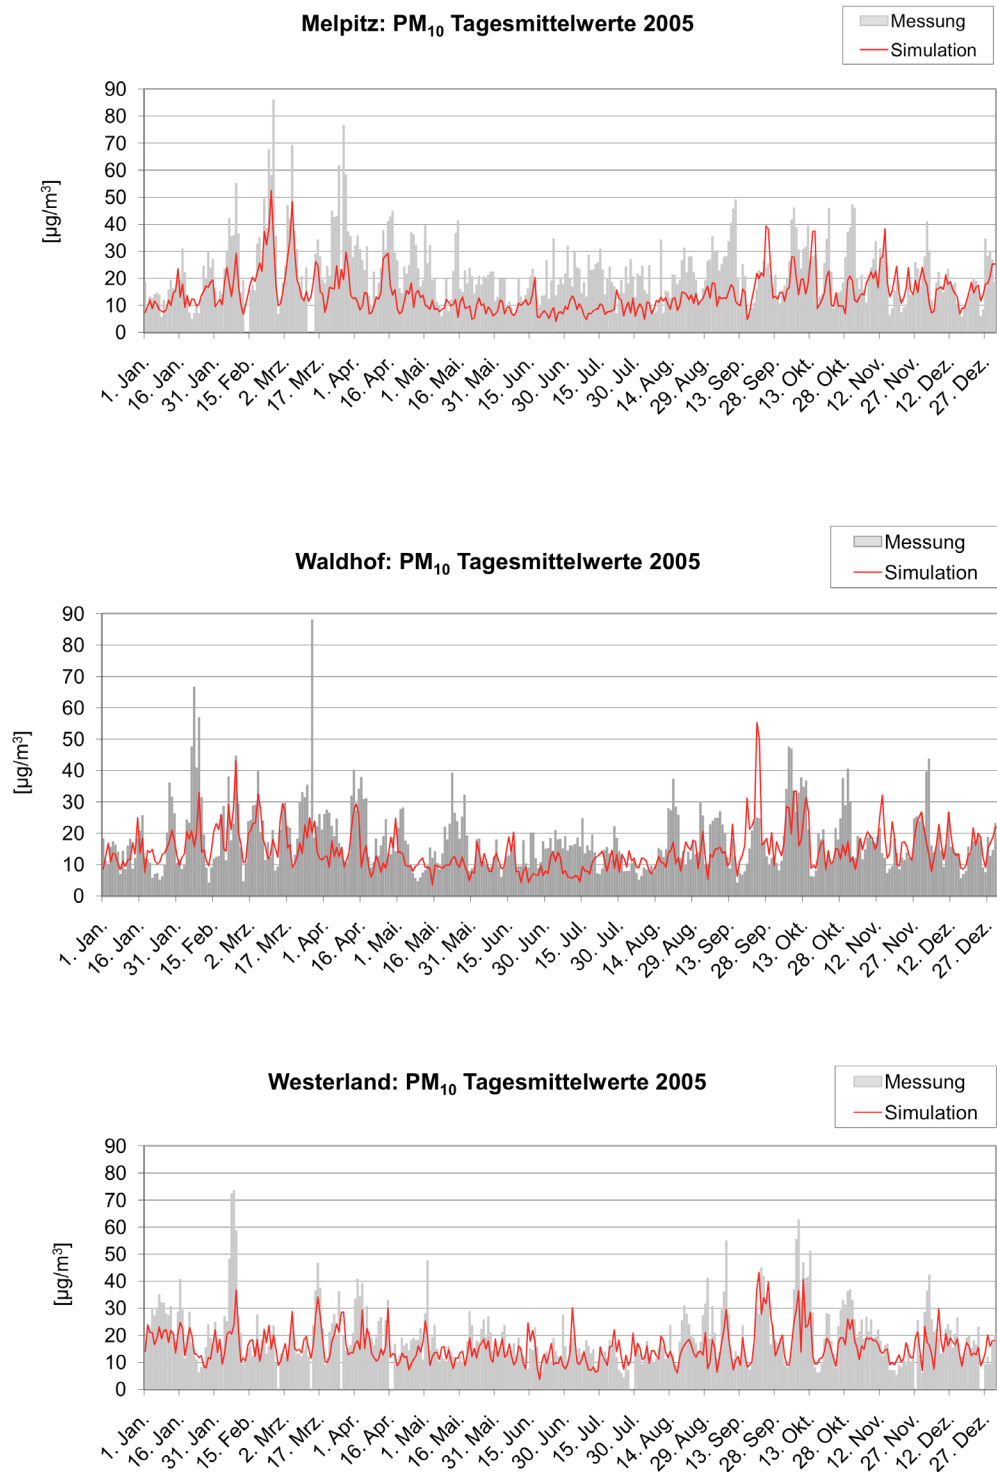 Melpitz: PM10 Tagesmittelwerte 2005
Messung
Simulation
[µg/m³]
90
80
70
60
50
40
30
20
10
0
1. Jan.
16. Jan.
31. Jan.
15. Feb.
2. Mrz.
17. Mrz.
1. Apr.
16. Apr.
1. Mai.
16. Mai.
31. Mai.
15. Jun.
30. Jun.
15. Jul.
30. Jul.
14. Aug.
29. Aug.
13. Sep.
28. Sep.
13. Okt.
28. Okt.
12. Nov.
27. Nov.
12. Dez.
27. Dez.
Waldhof: PM10 Tagesmittelwerte 2005
Messung
Simulation
[µg/m³]
90
80
70
60
50
40
30
20
10
0
1. Jan.
16. Jan.
31. Jan.
15. Feb.
2. Mrz.
17. Mrz.
1. Apr.
16. Apr.
1. Mai.
16. Mai.
31. Mai.
15. Jun.
30. Jun.
15. Jul.
30. Jul.
14. Aug.
29. Aug.
13. Sep.
28. Sep.
13. Okt.
28. Okt.
12. Nov.
27. Nov.
12. Dez.
27. Dez.
Westerland: PM10 Tagesmittelwerte 2005
Messung
Simulation
[µg/m³]
90
80
70
60
50
40
30
20
10
0
1. Jan.
16. Jan.
31. Jan.
15. Feb.
2. Mrz.
17. Mrz.
1. Apr.
16. Apr.
1. Mai.
16. Mai.
31. Mai.
15. Jun.
30. Jun.
15. Jul.
30. Jul.
14. Aug.
29. Aug.
13. Sep.
28. Sep.
13. Okt.
28. Okt.
12. Nov.
27. Nov.
12. Dez.
27. Dez.